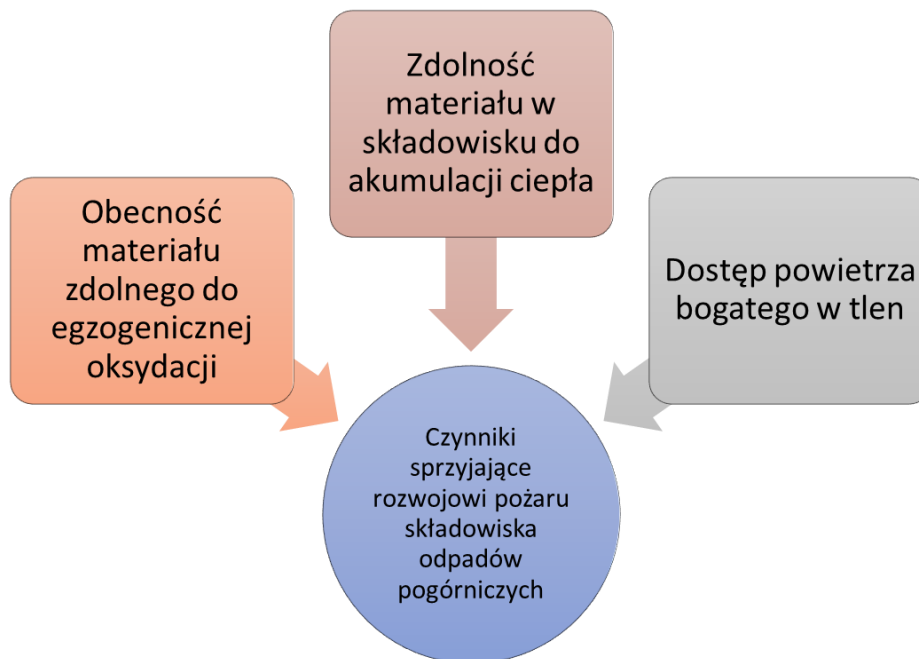 Zdolność
materiału w
składowisku do
akumulacji ciepła
Obecność
materiału
zdolnego do
egzogenicznej
oksydacji
Dostęp powietrza
bogatego w tlen
Czynniki
sprzyjające
rozwojowi pożaru
składowiska
odpadów
pogórniczych